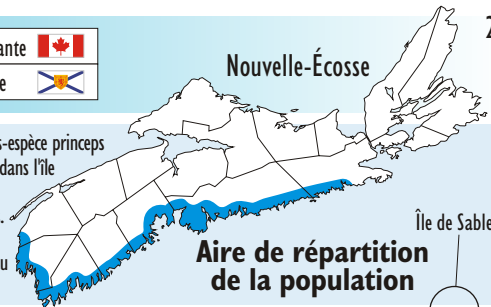 ante
e
2
Nouvelle-Écosse
s-espèce princeps
dans l'île
Île de Sable
u
Aire de répartition
de la population